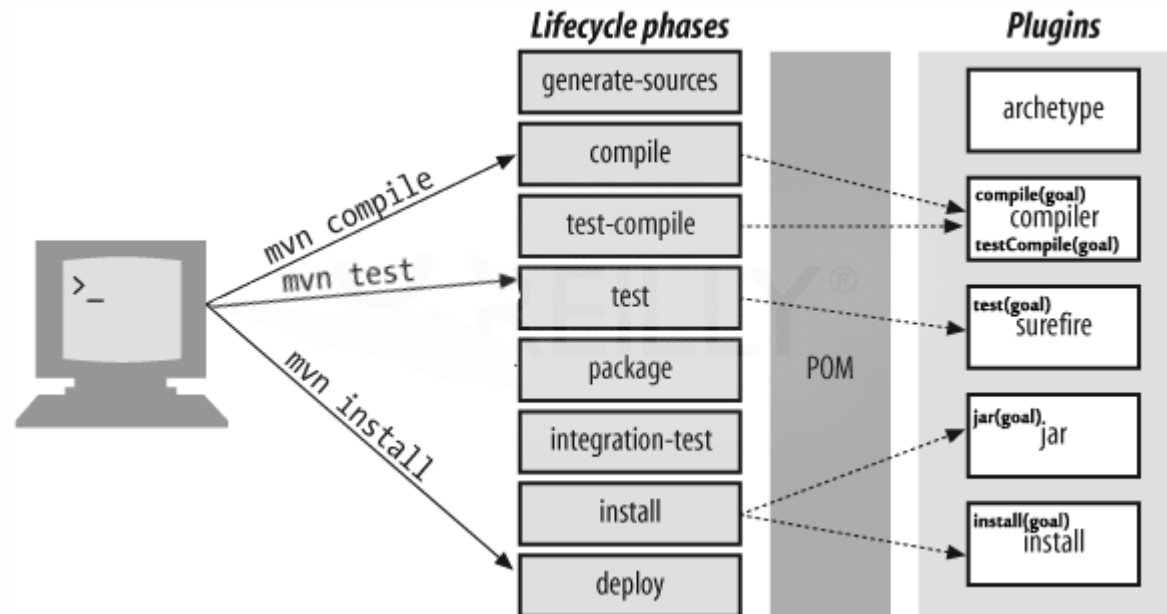 Lifecycle phases
Plugins
generate-sources
compile
test-compile
test
package
integration-test
install
deploy
mvn compile
mvn test
mvn install
>_
POM
archetype
compile(goal)
compiler
testCompile(goal)
test(goal)
surefire
jar(goal)
jar
install(goal)
install
EILLY®